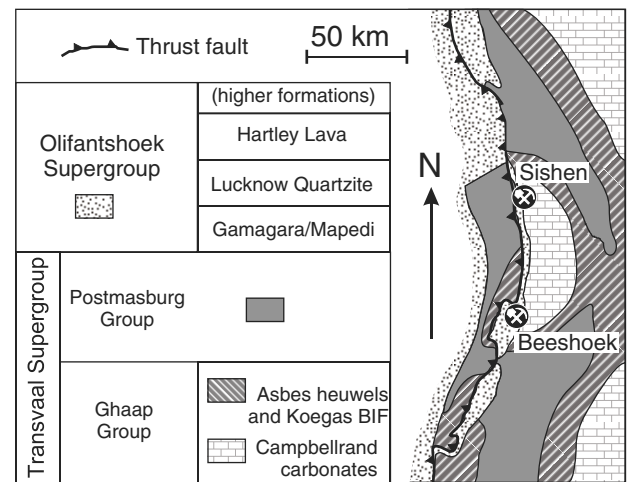 Thrust fault
50 km
Olifantshoek
Supergroup
(higher formations)
Hartley Lava
Lucknow Quartzite
Gamagara/Mapedi
Transvaal Supergroup
Postmasburg
Group
Ghaap
Group
Asbes heuwels
and Koegas BIF
Campbellrand
carbonates
N
Sishen
Beeshoek